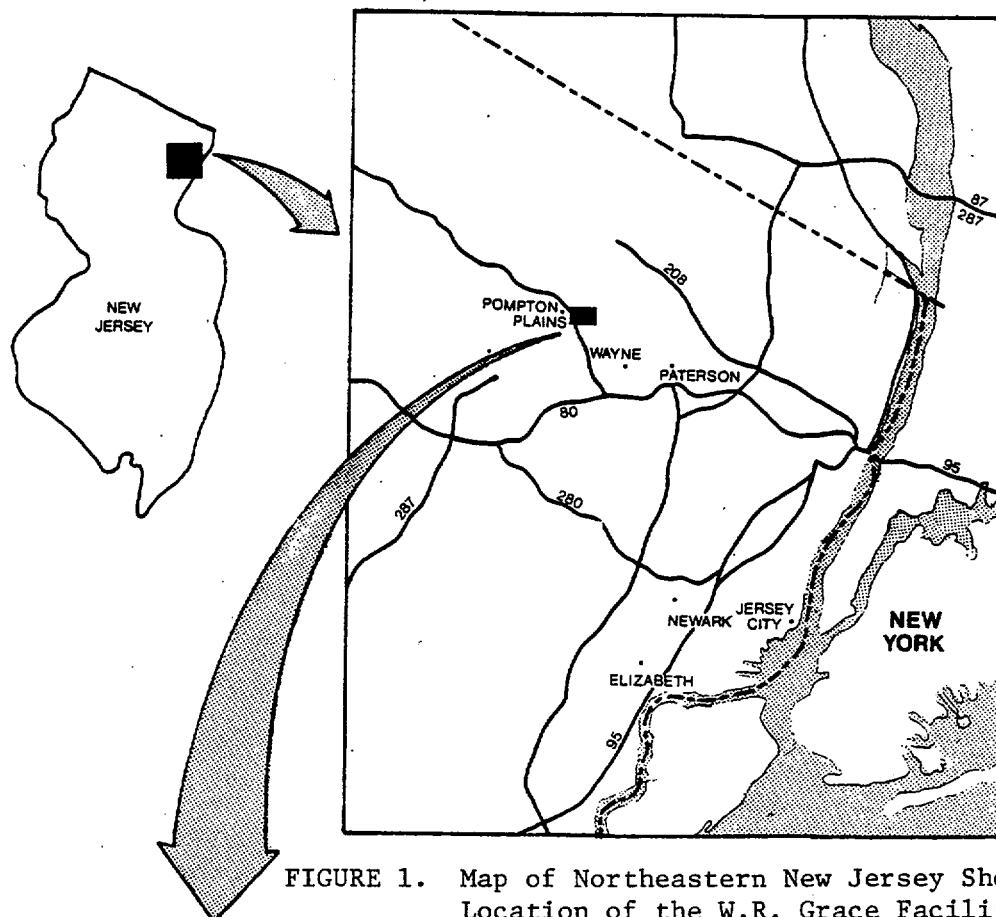 NEW
JERSEY
87
287
208
POMPTON
PLAINS
WAYNE
PATERSON
80
95
287
280
NEWARK
JERSEY
CITY
NEW
YORK
ELIZABETH
95
FIGURE 1. Map of Northeastern New Jersey Sho
Location of the W.R. Grace Facili